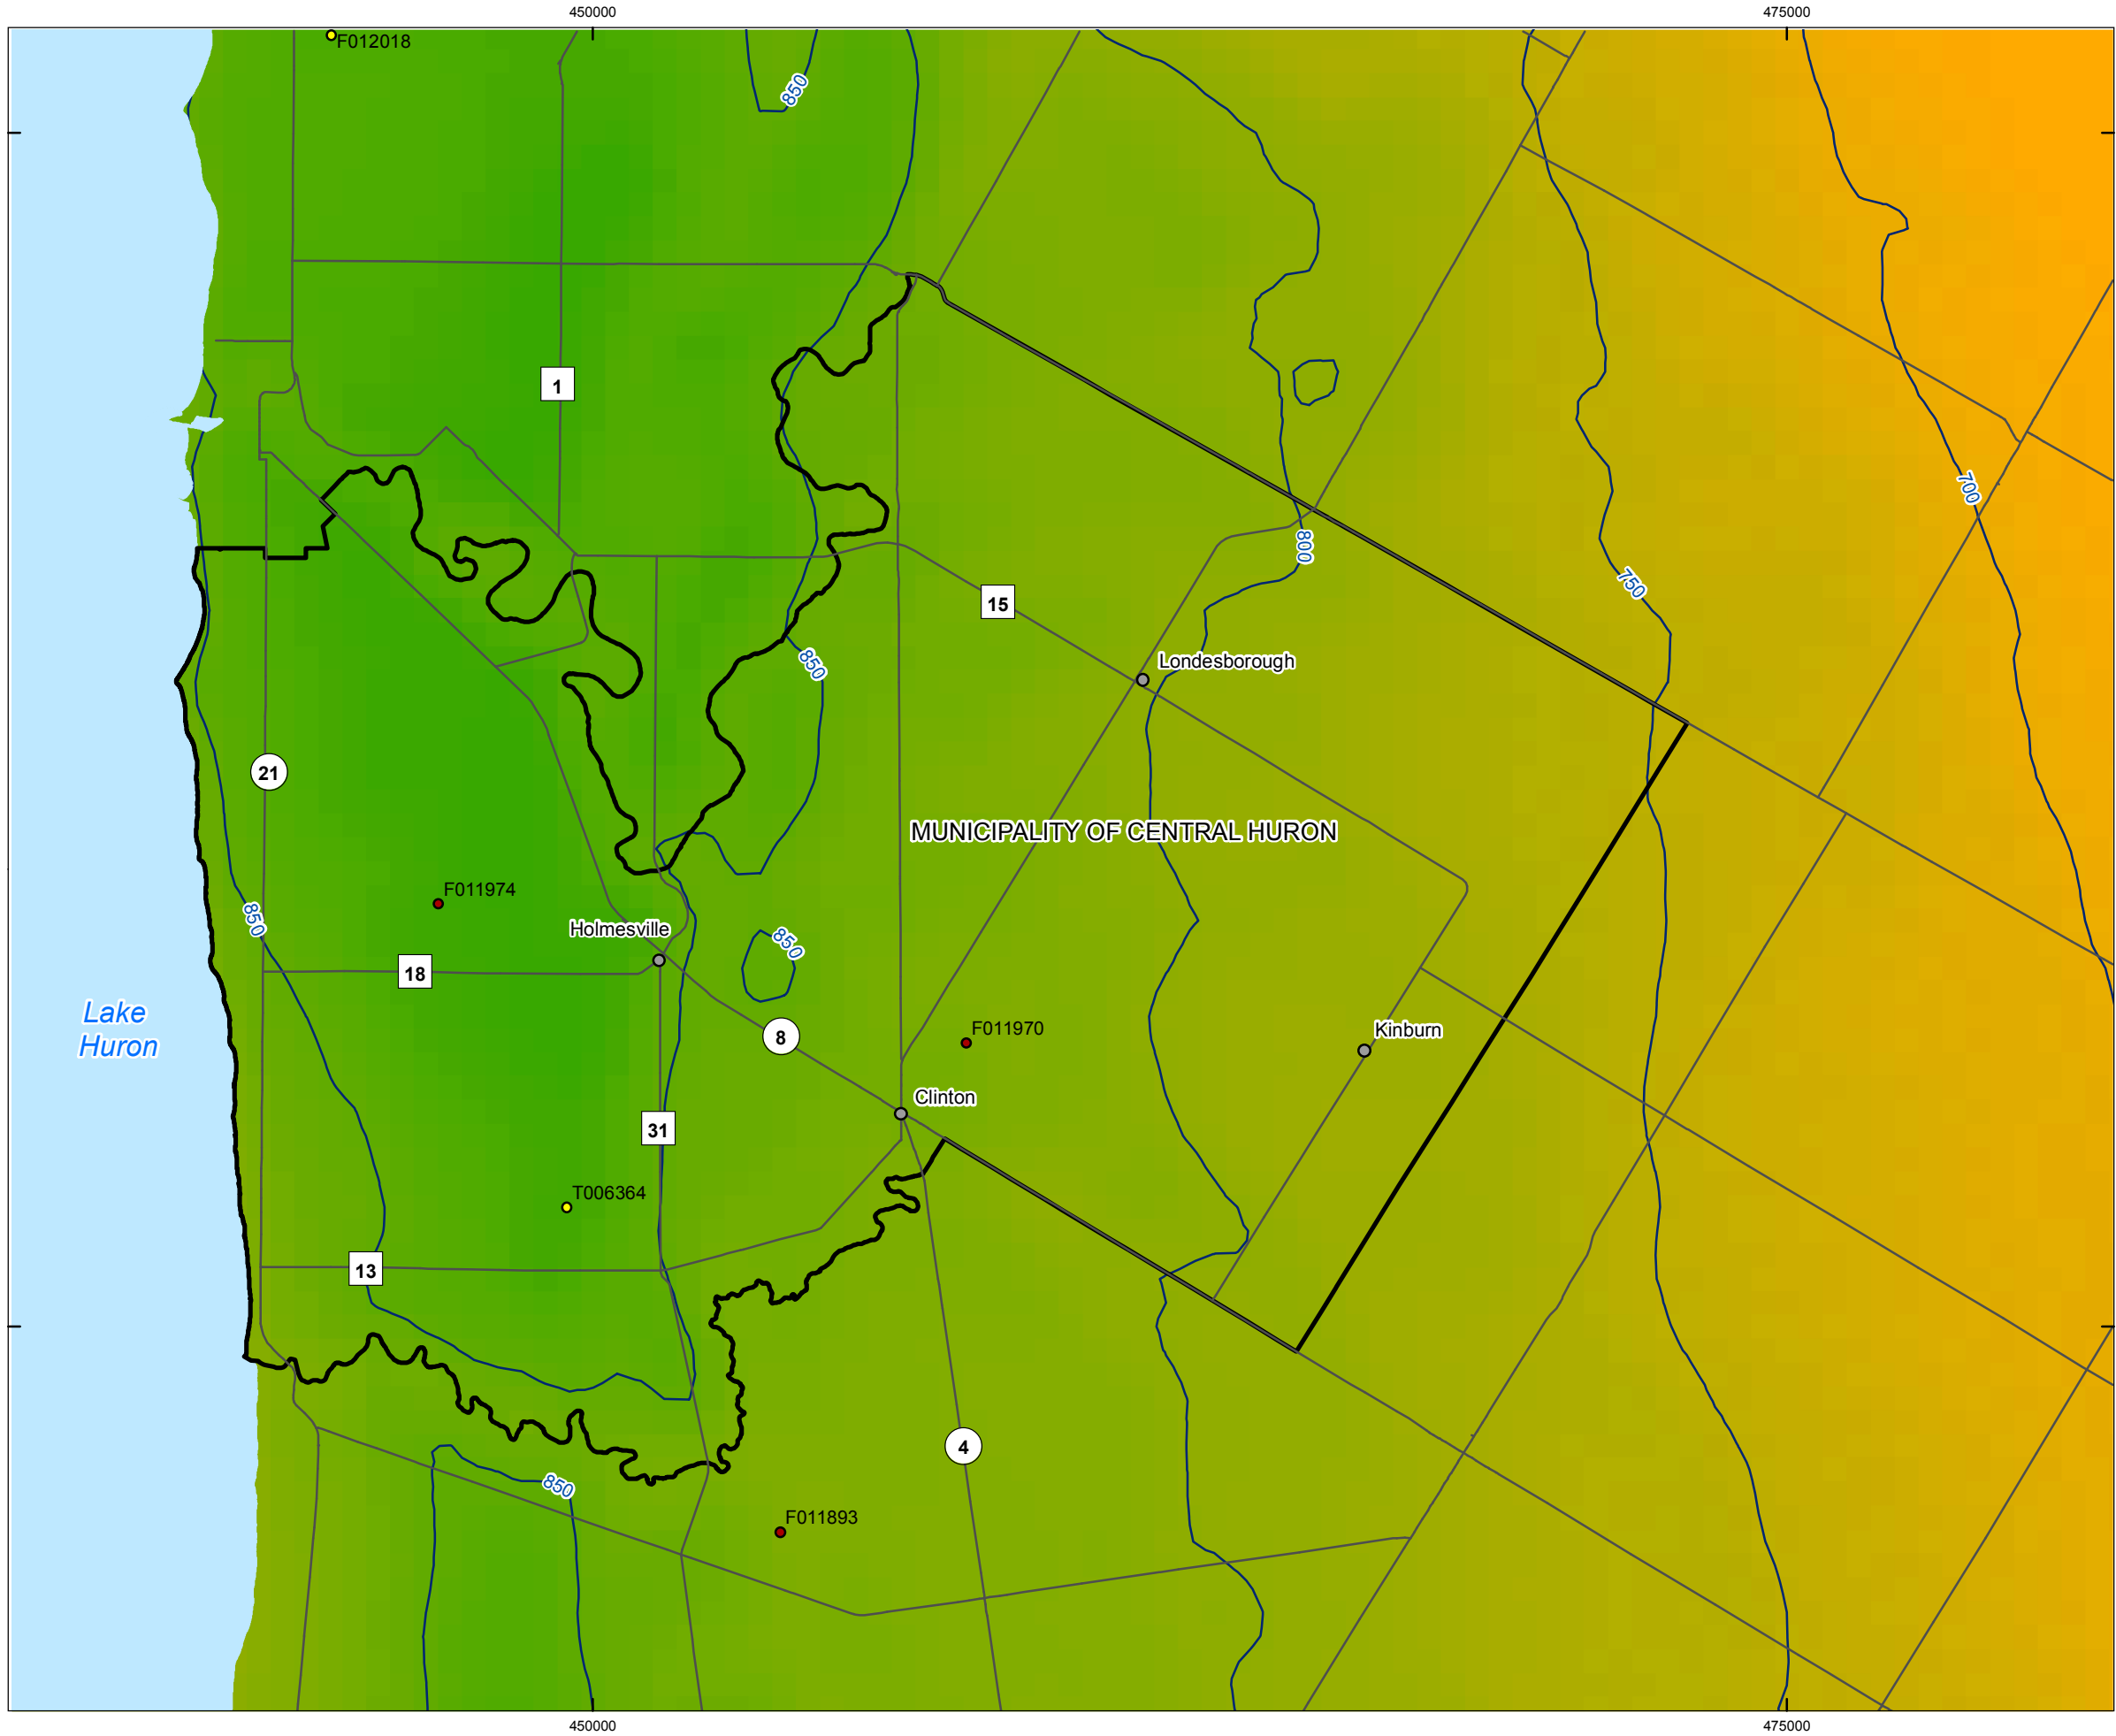 450000
475000
F012018
850
1
700
800
15
750
Londesborough
850
21
MUNICIPALITY OF CENTRAL HURON
F011974
850
Holmesville
850
18
Lake
Huron
8
F011970
Kinburn
Clinton
31
T006364
13
4
850
F011893
450000
475000